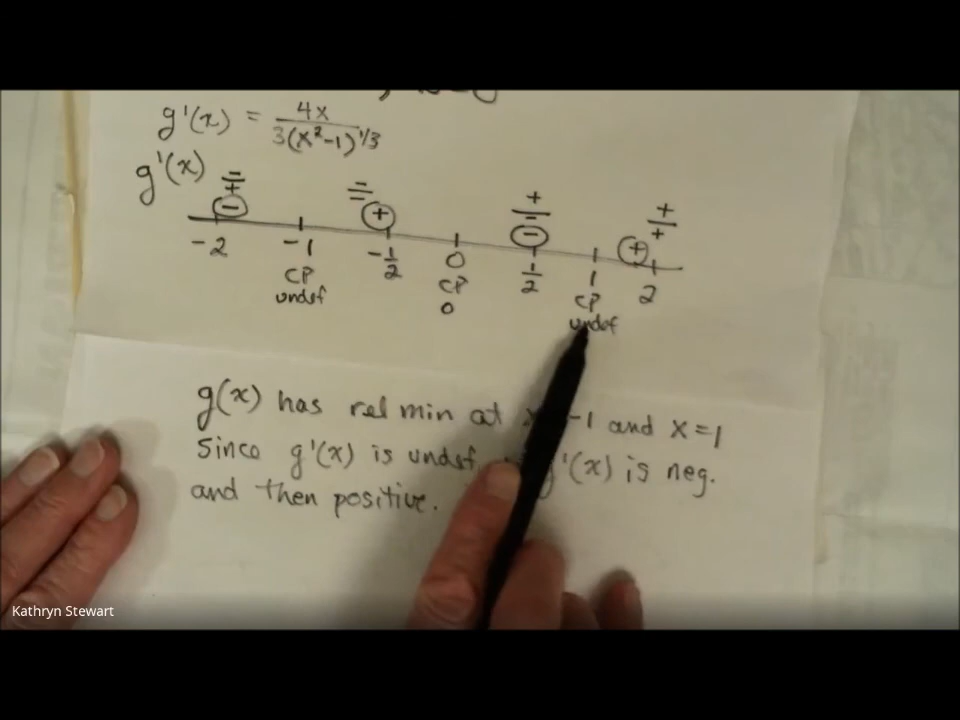 g'(x) = 4x / 3(x²-1)^1/3
g'(x)
- / + - / - + / - + / +
- + - +
-2 -1 -1/2 0 1/2 1 2
CP CP CP
undef 0 undef
g(x) has rel min at -1 and x=1
Since g'(x) is undef g'(x) is neg.
and then positive.
Kathryn Stewart